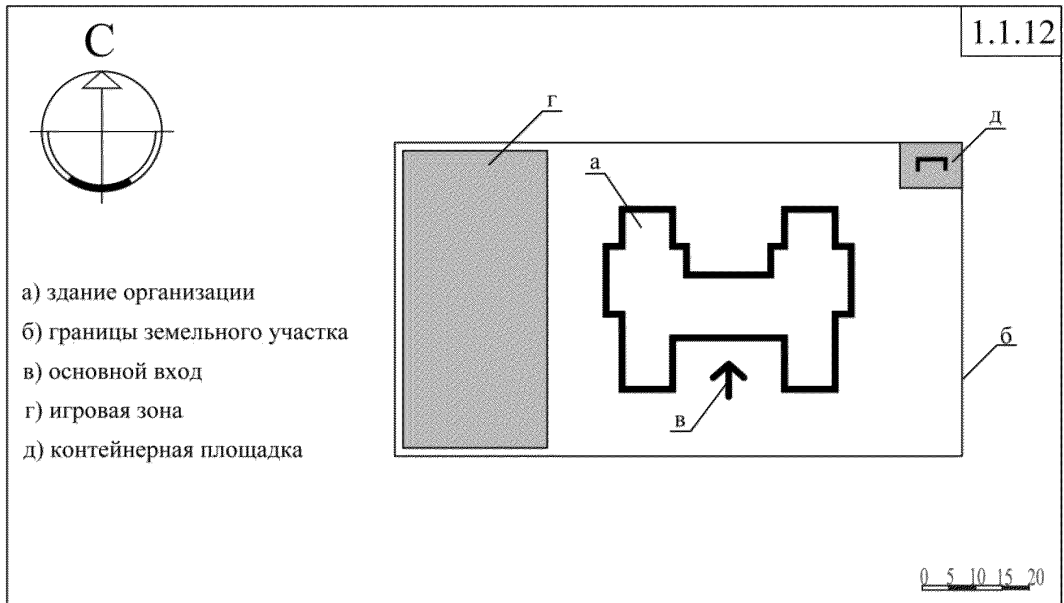 С
1.1.12
г
д
а
а) здание организации
б) границы земельного участка
б
в) основной вход
г) игровая зона
в
д) контейнерная площадка
0 5 10 15 20